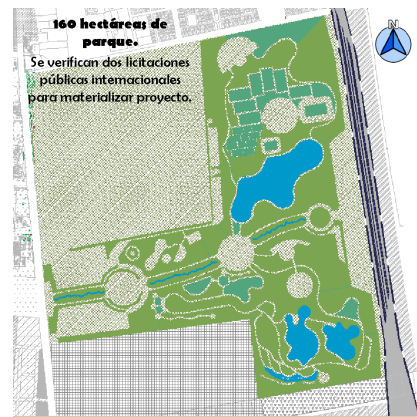 160 hectáreas de
parque.
Se verifican dos licitaciones
públicas internacionales
para materializar proyecto.
N